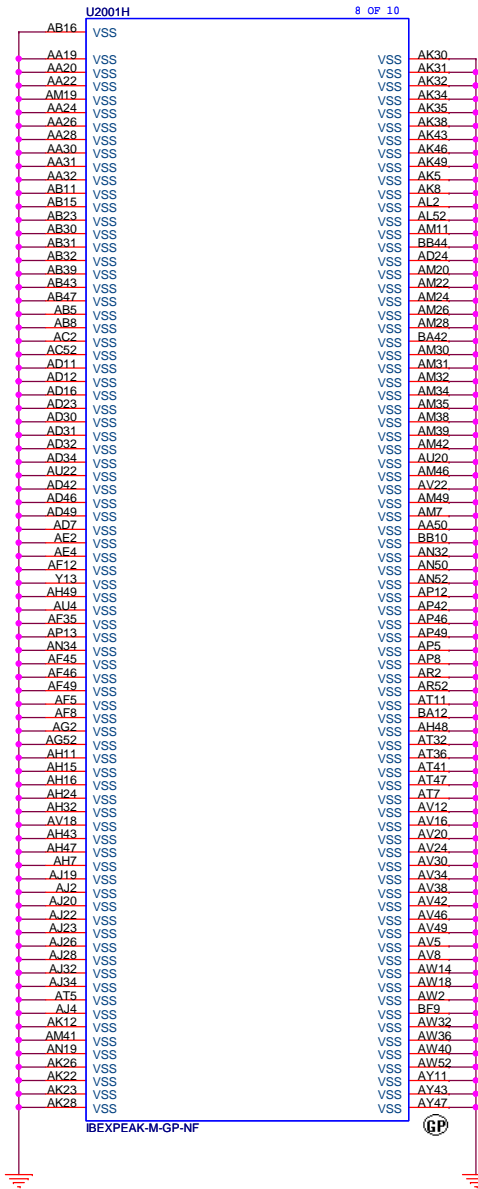 U2001H 8 OF 10
AB16 VSS
AA19 VSS VSS AK30
AA20 VSS VSS AK31
AA22 VSS VSS AK32
AM19 VSS VSS AK34
AA24 VSS VSS AK35
AA26 VSS VSS AK38
AA28 VSS VSS AK43
AA30 VSS VSS AK46
AA31 VSS VSS AK49
AA32 VSS VSS AK5
AB11 VSS VSS AK8
AB15 VSS VSS AL2
AB23 VSS VSS AL52
AB30 VSS VSS AM11
AB31 VSS VSS BB44
AB32 VSS VSS AD24
AB39 VSS VSS AM20
AB43 VSS VSS AM22
AB47 VSS VSS AM24
AB5 VSS VSS AM26
AB8 VSS VSS AM28
AC2 VSS VSS BA42
AC52 VSS VSS AM30
AD11 VSS VSS AM31
AD12 VSS VSS AM32
AD16 VSS VSS AM34
AD23 VSS VSS AM35
AD30 VSS VSS AM38
AD31 VSS VSS AM39
AD32 VSS VSS AM42
AD34 VSS VSS AU20
AU22 VSS VSS AM46
AD42 VSS VSS AV22
AD46 VSS VSS AM49
AD49 VSS VSS AM7
AD7 VSS VSS AA50
AE2 VSS VSS BB10
AE4 VSS VSS AN32
AF12 VSS VSS AN50
Y13 VSS VSS AN52
AH49 VSS VSS AP12
AU4 VSS VSS AP42
AF35 VSS VSS AP46
AP13 VSS VSS AP49
AN34 VSS VSS AP5
AF45 VSS VSS AP8
AF46 VSS VSS AR2
AF49 VSS VSS AR52
AF5 VSS VSS AT11
AF8 VSS VSS BA12
AG2 VSS VSS AH48
AG52 VSS VSS AT32
AH11 VSS VSS AT36
AH15 VSS VSS AT41
AH16 VSS VSS AT47
AH24 VSS VSS AT7
AH32 VSS VSS AV12
AV18 VSS VSS AV16
AH43 VSS VSS AV20
AH47 VSS VSS AV24
AH7 VSS VSS AV30
AJ19 VSS VSS AV34
AJ2 VSS VSS AV38
AJ20 VSS VSS AV42
AJ22 VSS VSS AV46
AJ23 VSS VSS AV49
AJ26 VSS VSS AV5
AJ28 VSS VSS AV8
AJ32 VSS VSS AW14
AJ34 VSS VSS AW18
AT5 VSS VSS AW2
AJ4 VSS VSS BF9
AK12 VSS VSS AW32
AM41 VSS VSS AW36
AN19 VSS VSS AW40
AK26 VSS VSS AW52
AK22 VSS VSS AY11
AK23 VSS VSS AY43
AK28 VSS VSS AY47
IBEXPEAK-M-GP-NF GP